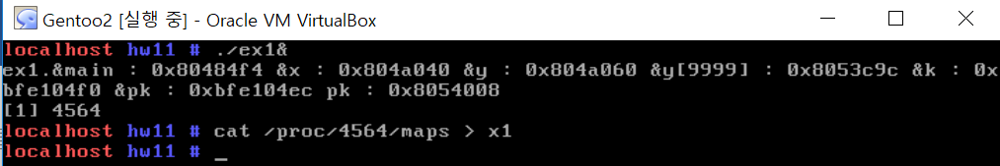 Gentoo2 [실행 중] - Oracle VM VirtualBox
localhost hw11 # ./ex1&
ex1.&main : 0x80484f4 &x : 0x804a040 &y : 0x804a060 &y[9999] : 0x8053c9c &k : 0x
bfe104f0 &pk : 0xbfe104ec pk : 0x8054008
[1] 4564
localhost hw11 # cat /proc/4564/maps > x1
localhost hw11 # _